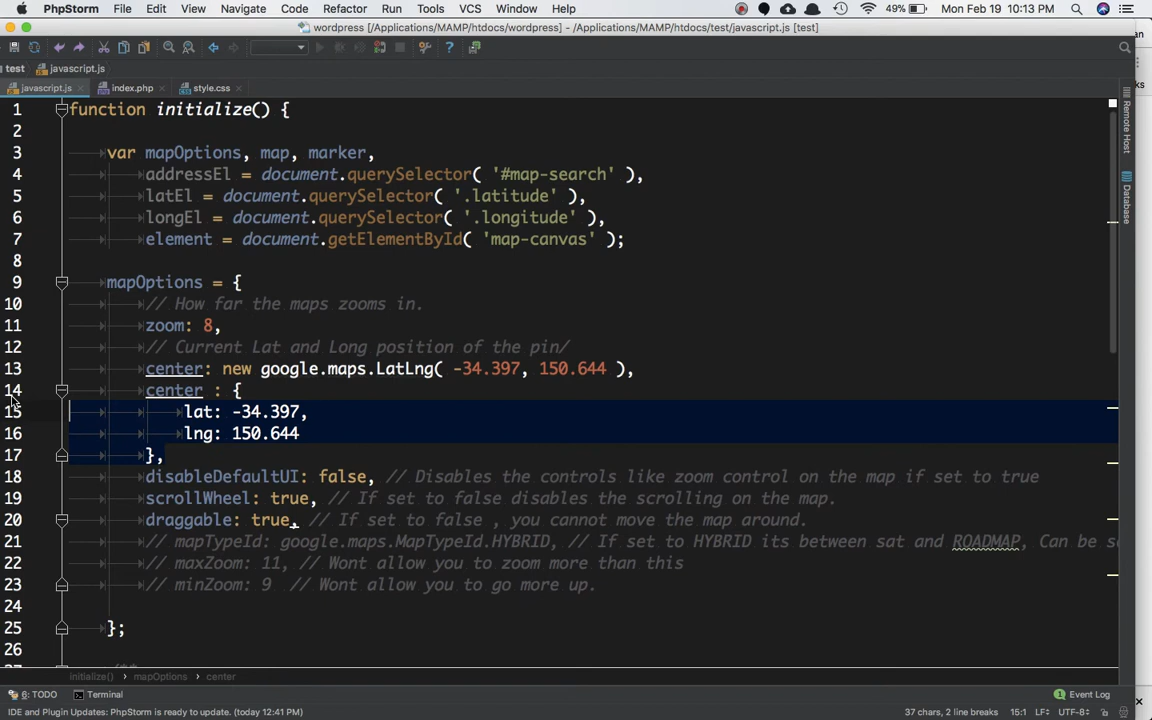 PhpStorm File Edit View Navigate Code Refactor Run Tools VCS Window Help 49% Mon Feb 19 10:13 PM
wordpress [/Applications/MAMP/htdocs/wordpress] - /Applications/MAMP/htdocs/test/javascript.js [test]
test javascript.js
javascript.js index.php style.css
1 function initialize() {
2
3 var mapOptions, map, marker,
4 addressEl = document.querySelector( '#map-search' ),
5 latEl = document.querySelector( '.latitude' ),
6 longEl = document.querySelector( '.longitude' ),
7 element = document.getElementById( 'map-canvas' );
8
9 mapOptions = {
10 // How far the maps zooms in.
11 zoom: 8,
12 // Current Lat and Long position of the pin/
13 center: new google.maps.LatLng( -34.397, 150.644 ),
14 center : {
15 lat: -34.397,
16 lng: 150.644
17 },
18 disableDefaultUI: false, // Disables the controls like zoom control on the map if set to true
19 scrollWheel: true, // If set to false disables the scrolling on the map.
20 draggable: true, // If set to false , you cannot move the map around.
21 // mapTypeId: google.maps.MapTypeId.HYBRID, // If set to HYBRID its between sat and ROADMAP, Can be s
22 // maxZoom: 11, // Wont allow you to zoom more than this
23 // minZoom: 9 // Wont allow you to go more up.
24
25 };
26
Remote Host
Database
initialize() mapOptions center
6: TODO Terminal 1 Event Log
IDE and Plugin Updates: PhpStorm is ready to update. (today 12:41 PM) 37 chars, 2 line breaks 15:1 LF UTF-8